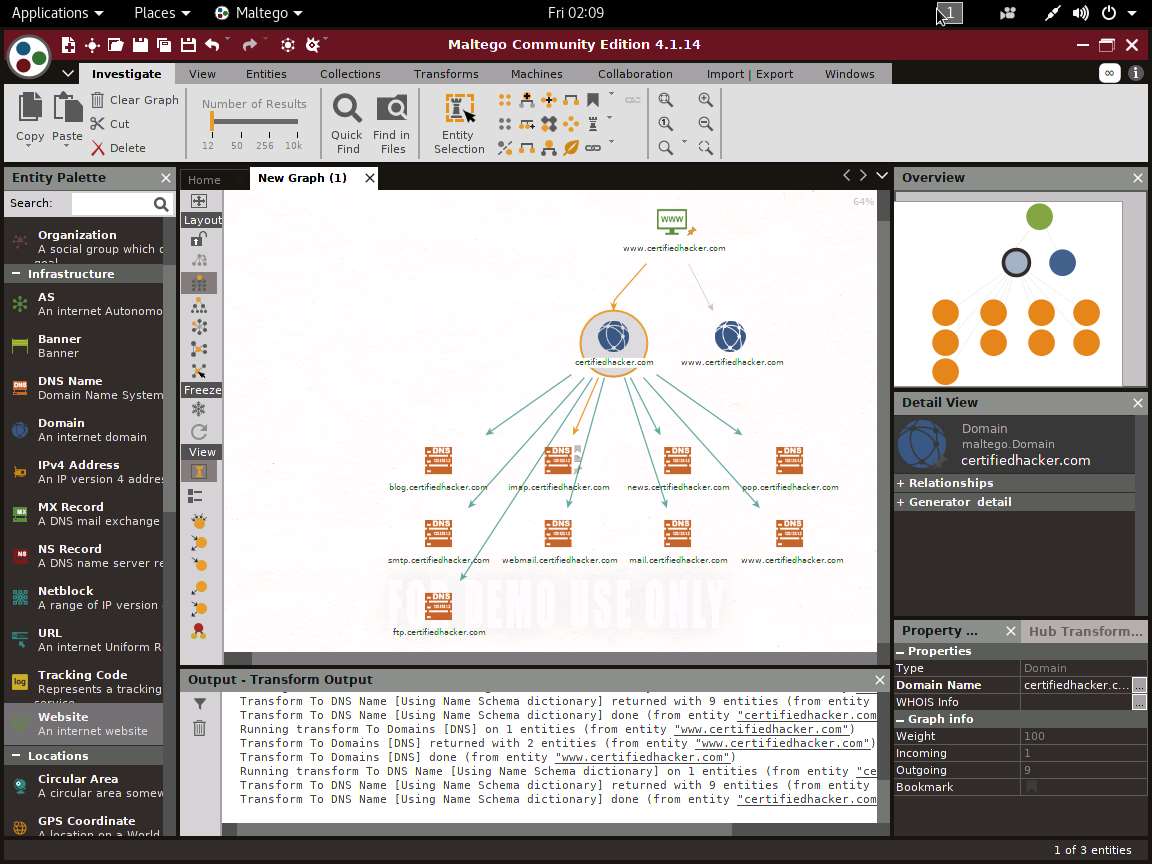 Applications Places Maltego Fri 02:09 1
Maltego Community Edition 4.1.14
Investigate View Entities Collections Transforms Machines Collaboration Import | Export Windows
Copy
Paste
Clear Graph
Cut
Delete
Number of Results
12 50 256 10k
Quick
Find
Find in
Files
Entity
Selection
Entity Palette
Search:
Organization
A social group which
Infrastructure
AS
An internet Autonomo
Banner
Banner
DNS Name
Domain Name System
Domain
An internet domain
IPv4 Address
An IP version 4 addre
MX Record
A DNS mail exchange
NS Record
A DNS name server re
Netblock
A range of IP version
URL
An internet Uniform R
Tracking Code
Represents a tracking
service
Website
An internet website
Locations
Circular Area
A circular area somew
GPS Coordinate
A location on a World
Home
New Graph (1)
Layout
Freeze
View
64%
WWW
www.certifiedhacker.com
certifiedhacker.com
www.certifiedhacker.com
DNS DNS DNS DNS
blog.certifiedhacker.com
imap.certifiedhacker.com
news.certifiedhacker.com
pop.certifiedhacker.com
DNS DNS DNS DNS
smtp.certifiedhacker.com
webmail.certifiedhacker.com
mail.certifiedhacker.com
www.certifiedhacker.com
DNS
ftp.certifiedhacker.com
FOR DEMO USE ONLY
Output - Transform Output
Transform To DNS Name [Using Name Schema dictionary] returned with 9 entities (from entity
Transform To DNS Name [Using Name Schema dictionary] done (from entity "certifiedhacker.com
Running transform To Domains [DNS] on 1 entities (from entity "www.certifiedhacker.com")
Transform To Domains [DNS] returned with 2 entities (from entity "www.certifiedhacker.com")
Transform To Domains [DNS] done (from entity "www.certifiedhacker.com")
Running transform To DNS Name [Using Name Schema dictionary] on 1 entities (from entity "ce
Transform To DNS Name [Using Name Schema dictionary] returned with 9 entities (from entity
Transform To DNS Name [Using Name Schema dictionary] done (from entity "certifiedhacker.com
Overview
Detail View
Domain
maltego.Domain
certifiedhacker.com
+ Relationships
+ Generator detail
Property ...
Hub Transform...
Properties
Type Domain
Domain Name certifiedhacker.c... ...
WHOIS Info ...
Graph info
Weight 100
Incoming 1
Outgoing 9
Bookmark
1 of 3 entities